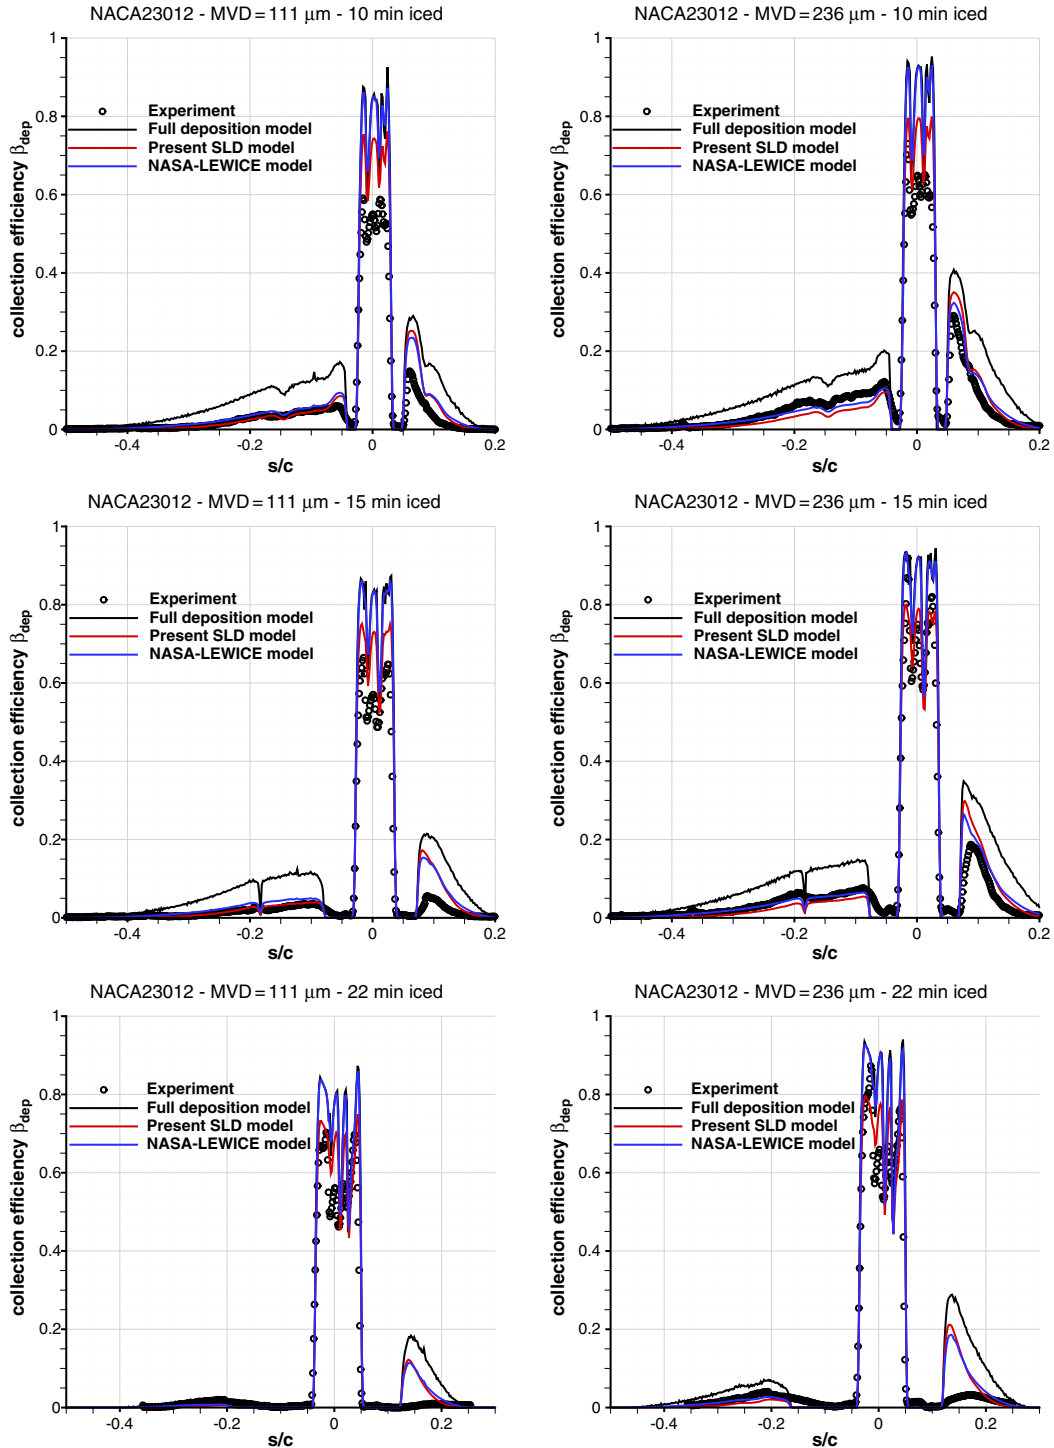 NACA23012 - MVD = 111 μm - 10 min iced
1
0.8
0.6
0.4
0.2
0
collection efficiency βdep
Experiment
Full deposition model
Present SLD model
NASA-LEWICE model
-0.4
-0.2
0
0.2
s/c
NACA23012 - MVD = 236 μm - 10 min iced
1
0.8
0.6
0.4
0.2
0
collection efficiency βdep
Experiment
Full deposition model
Present SLD model
NASA-LEWICE model
-0.4
-0.2
0
0.2
s/c
NACA23012 - MVD = 111 μm - 15 min iced
1
0.8
0.6
0.4
0.2
0
collection efficiency βdep
Experiment
Full deposition model
Present SLD model
NASA-LEWICE model
-0.4
-0.2
0
0.2
s/c
NACA23012 - MVD = 236 μm - 15 min iced
1
0.8
0.6
0.4
0.2
0
collection efficiency βdep
Experiment
Full deposition model
Present SLD model
NASA-LEWICE model
-0.4
-0.2
0
0.2
s/c
NACA23012 - MVD = 111 μm - 22 min iced
1
0.8
0.6
0.4
0.2
0
collection efficiency βdep
Experiment
Full deposition model
Present SLD model
NASA-LEWICE model
-0.4
-0.2
0
0.2
s/c
NACA23012 - MVD = 236 μm - 22 min iced
1
0.8
0.6
0.4
0.2
0
collection efficiency βdep
Experiment
Full deposition model
Present SLD model
NASA-LEWICE model
-0.4
-0.2
0
0.2
s/c